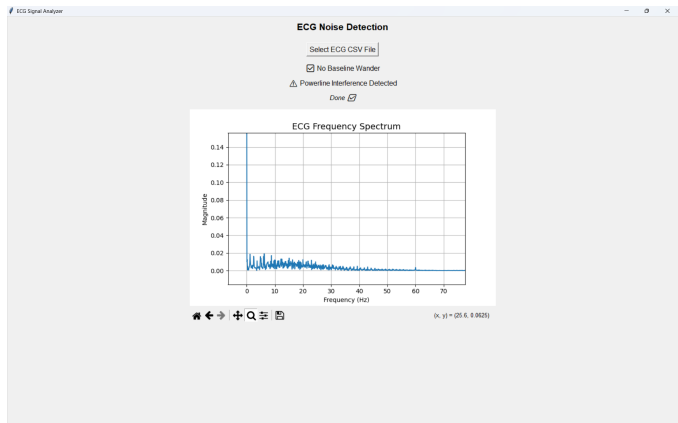 ECG Signal Analyzer
ECG Noise Detection
Select ECG CSV File
No Baseline Wander
Powerline Interference Detected
Done
ECG Frequency Spectrum
0.14
0.12
0.10
0.08
0.06
0.04
0.02
0.00
Magnitude
0 10 20 30 40 50 60 70
Frequency (Hz)
(x, y) = (25.6, 0.0625)